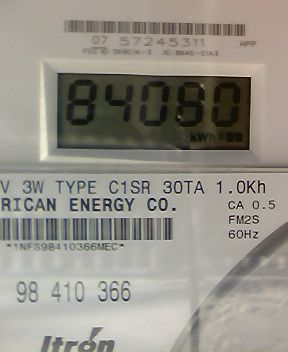 07 57245311 HPP
84080
kWh
V 3W TYPE C1SR 30TA 1.0Kh
RICAN ENERGY CO. CA 0.5
FM2S
60Hz
*1NFS98410366MEC*
98 410 366
Itrón